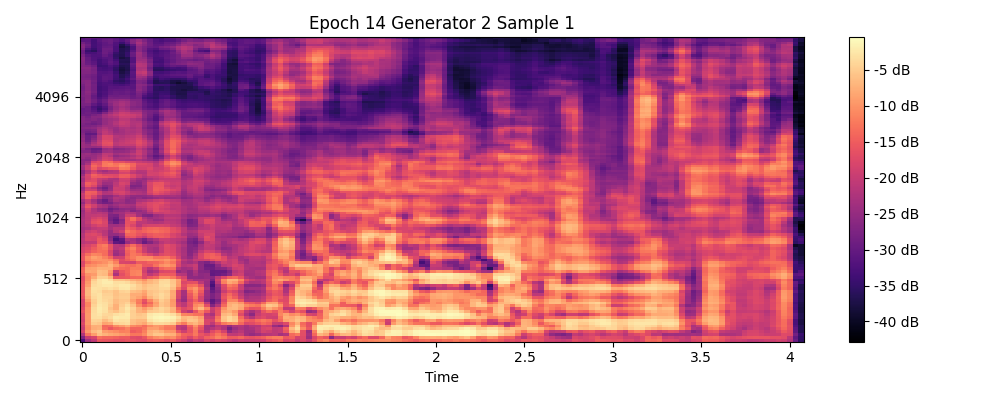 Epoch 14 Generator 2 Sample 1
Hz
4096
2048
1024
512
0
0 0.5 1 1.5 2 2.5 3 3.5 4
Time
-5 dB
-10 dB
-15 dB
-20 dB
-25 dB
-30 dB
-35 dB
-40 dB